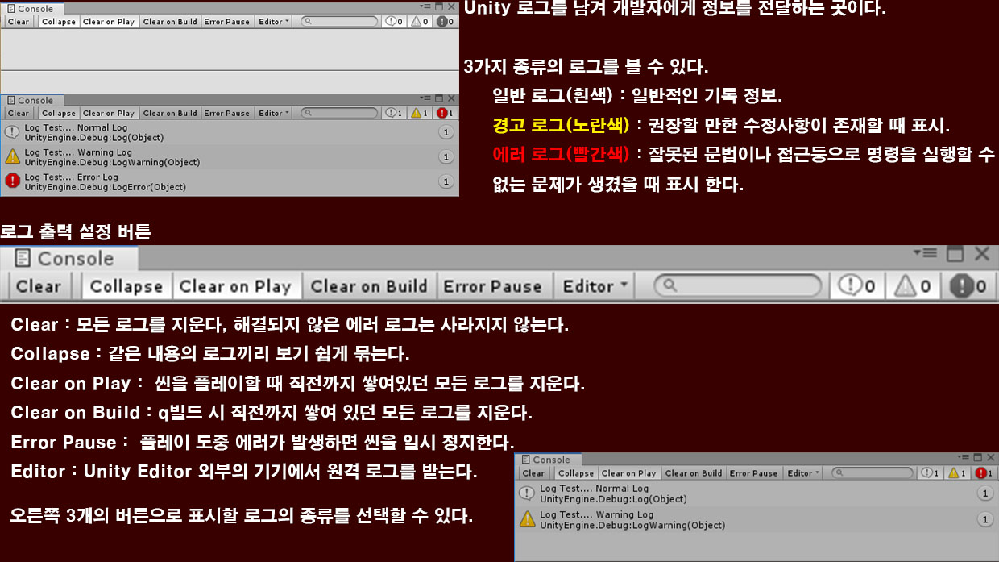 Console
Clear Collapse Clear on Play Clear on Build Error Pause Editor 0 0 0
Console
Clear Collapse Clear on Play Clear on Build Error Pause Editor 1 1 1
Log Test.... Normal Log
UnityEngine.Debug:Log(Object)
1
Log Test.... Warning Log
UnityEngine.Debug:LogWarning(Object)
1
Log Test.... Error Log
UnityEngine.Debug:LogError(Object)
1
Unity 로그를 남겨 개발자에게 정보를 전달하는 곳이다.
3가지 종류의 로그를 볼 수 있다.
일반 로그(흰색) : 일반적인 기록 정보.
경고 로그(노란색) : 권장할 만한 수정사항이 존재할 때 표시.
에러 로그(빨간색) : 잘못된 문법이나 접근등으로 명령을 실행할 수
없는 문제가 생겼을 때 표시 한다.
로그 출력 설정 버튼
Console
Clear Collapse Clear on Play Clear on Build Error Pause Editor 0 0 0
Clear : 모든 로그를 지운다, 해결되지 않은 에러 로그는 사라지지 않는다.
Collapse : 같은 내용의 로그끼리 보기 쉽게 묶는다.
Clear on Play : 씬을 플레이할 때 직전까지 쌓여있던 모든 로그를 지운다.
Clear on Build : q빌드 시 직전까지 쌓여 있던 모든 로그를 지운다.
Error Pause : 플레이 도중 에러가 발생하면 씬을 일시 정지한다.
Editor : Unity Editor 외부의 기기에서 원격 로그를 받는다.
오른쪽 3개의 버튼으로 표시할 로그의 종류를 선택할 수 있다.
Console
Clear Collapse Clear on Play Clear on Build Error Pause Editor 1 1 1
Log Test.... Normal Log
UnityEngine.Debug:Log(Object)
1
Log Test.... Warning Log
UnityEngine.Debug:LogWarning(Object)
1